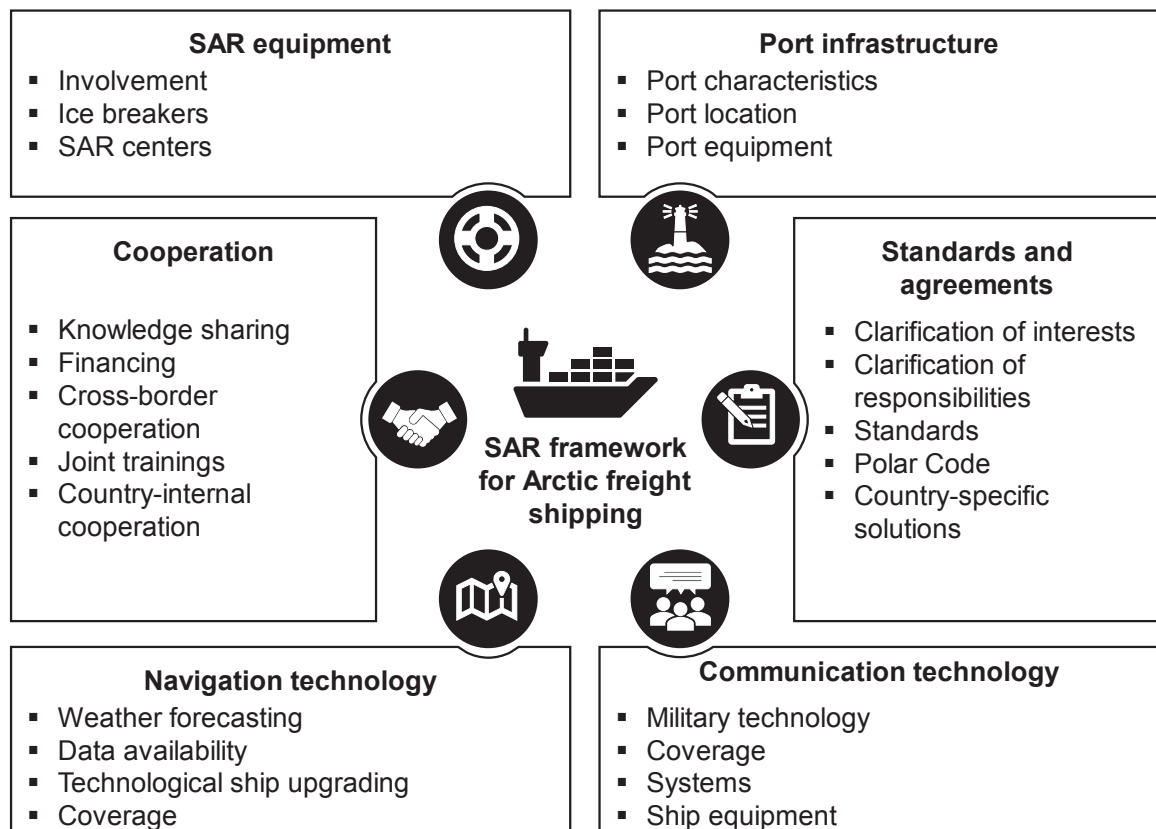 SAR equipment
▪ Involvement
▪ Ice breakers
▪ SAR centers
Port infrastructure
▪ Port characteristics
▪ Port location
▪ Port equipment
Cooperation
▪ Knowledge sharing
▪ Financing
▪ Cross-border
cooperation
▪ Joint trainings
▪ Country-internal
cooperation
SAR framework
for Arctic freight
shipping
Standards and
agreements
▪ Clarification of interests
▪ Clarification of
responsibilities
▪ Standards
▪ Polar Code
▪ Country-specific
solutions
Navigation technology
▪ Weather forecasting
▪ Data availability
▪ Technological ship upgrading
▪ Coverage
Communication technology
▪ Military technology
▪ Coverage
▪ Systems
▪ Ship equipment